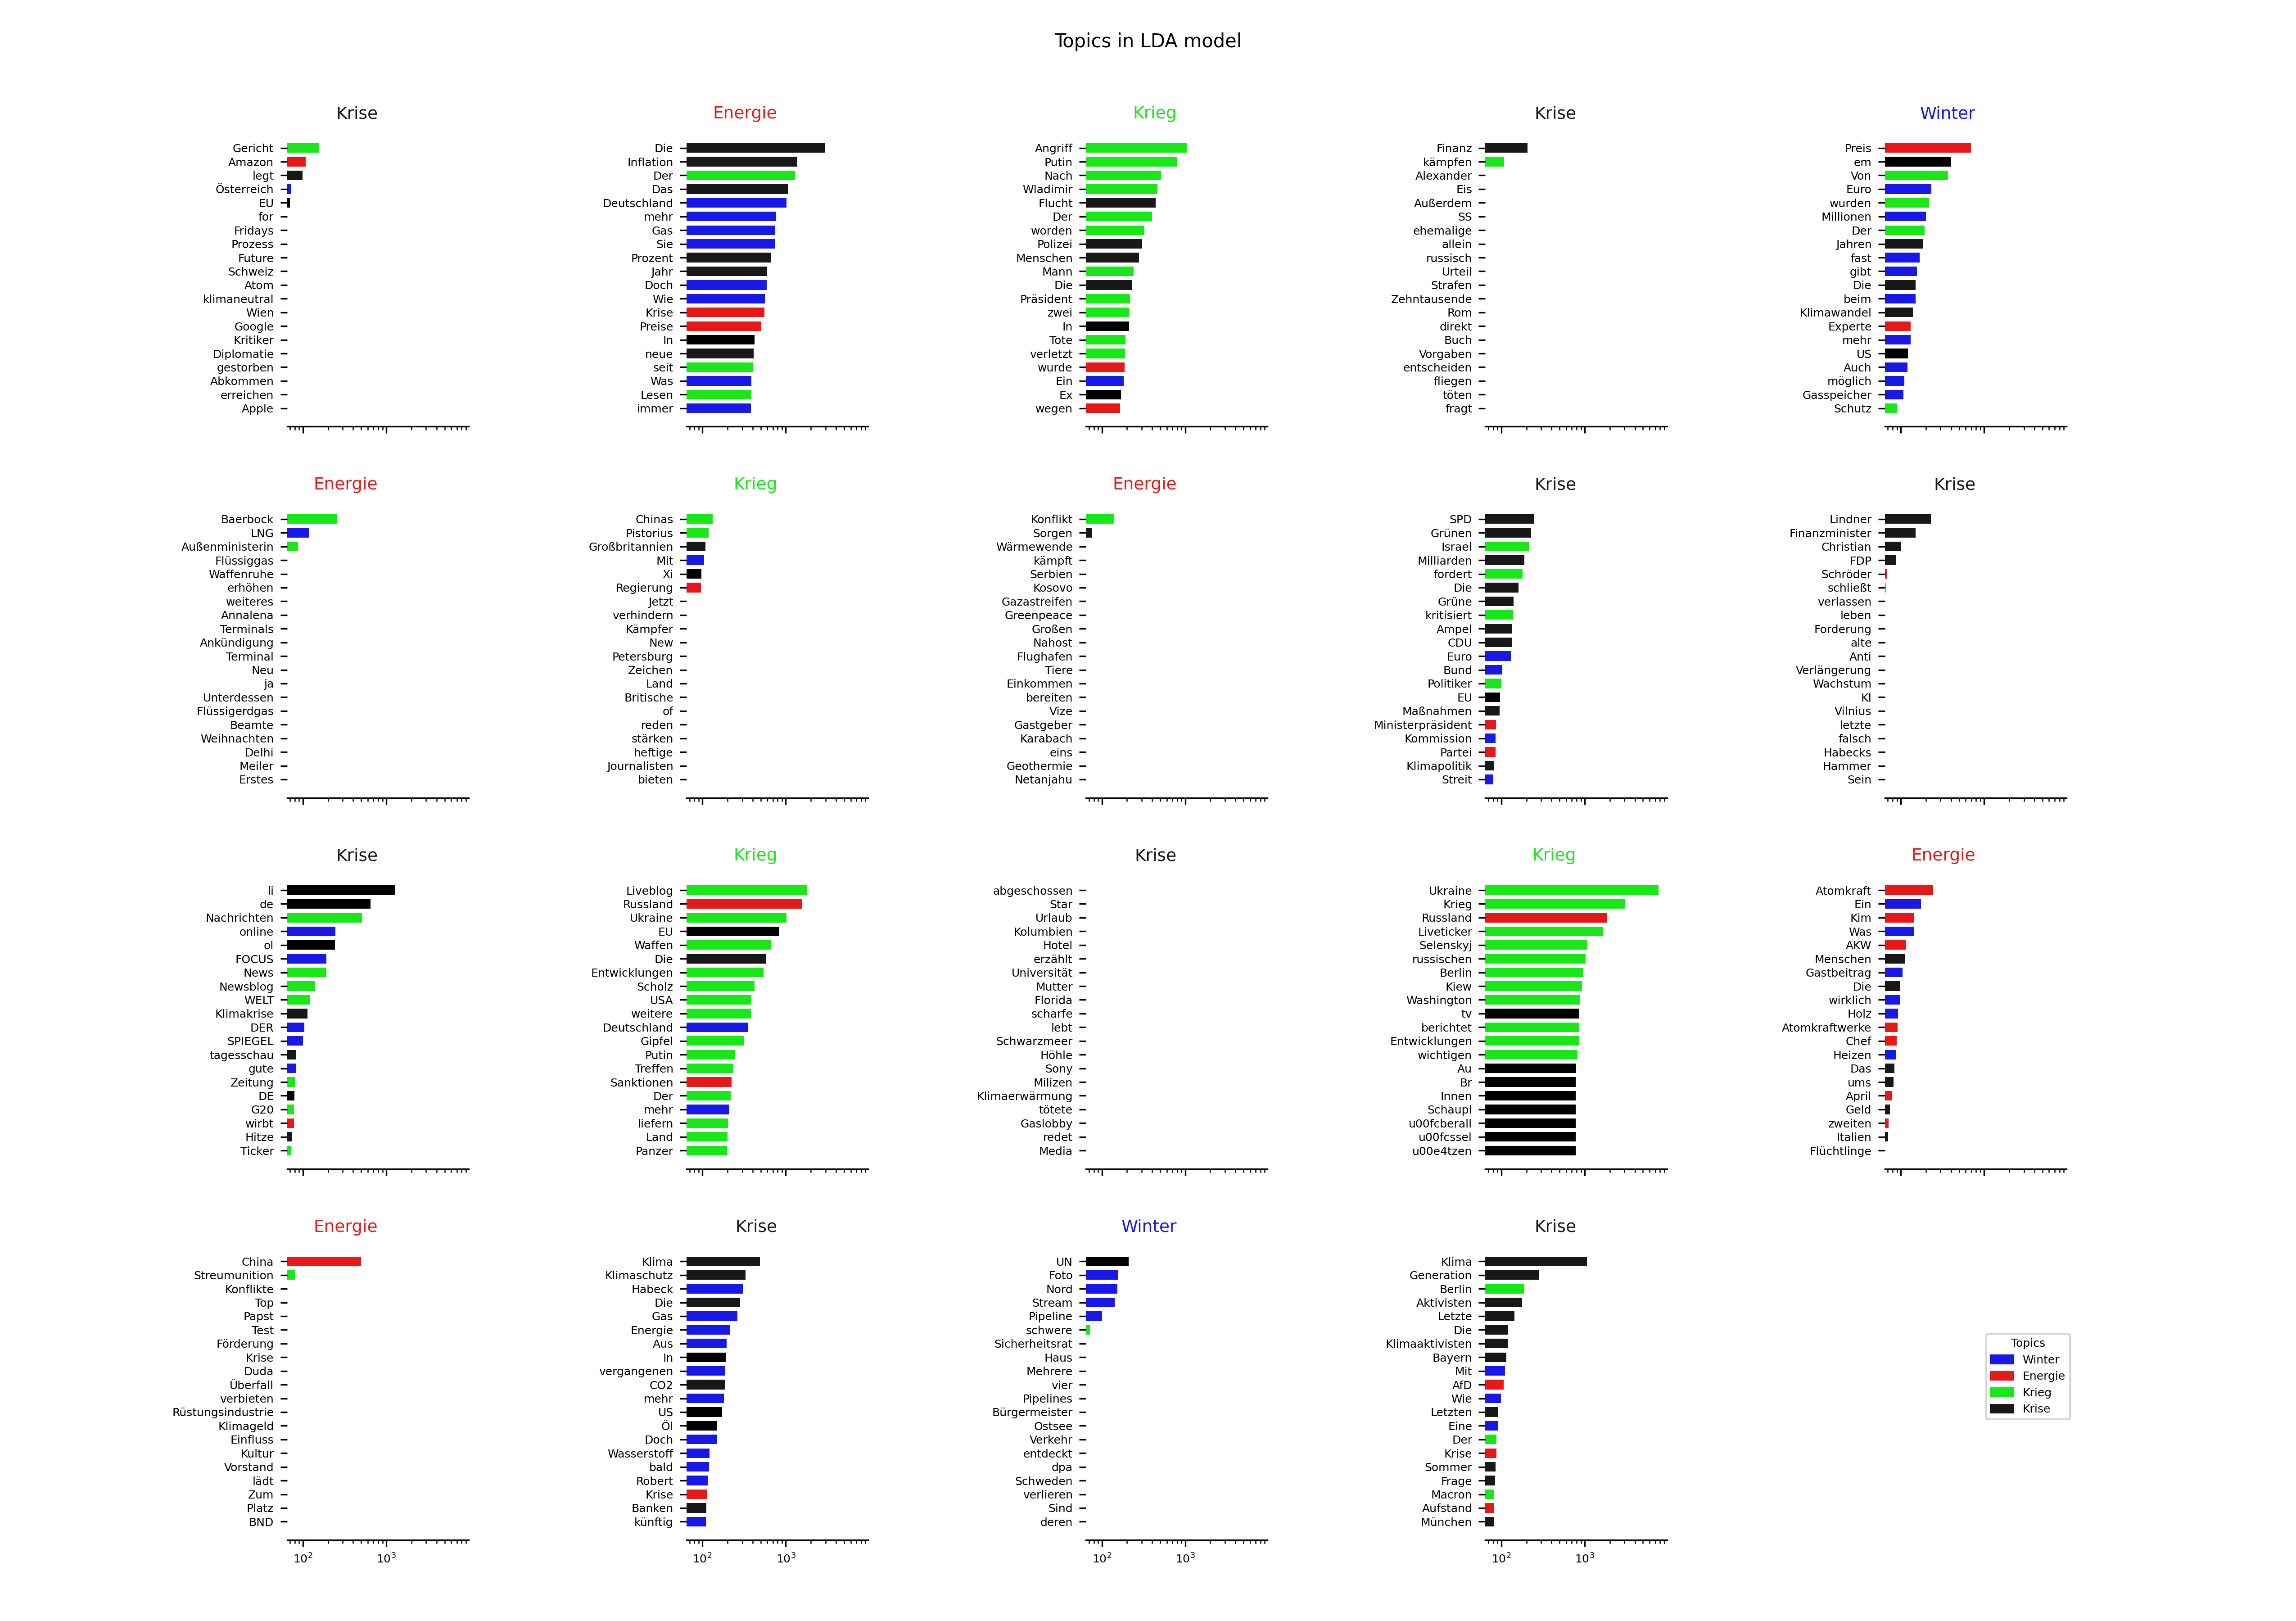 Topics in LDA model
Krise
Gericht
Amazon
legt
Österreich
EU
for
Fridays
Prozess
Future
Schweiz
Atom
klimaneutral
Wien
Google
Kritiker
Diplomatie
gestorben
Abkommen
erreichen
Apple
Energie
Die
Inflation
Der
Das
Deutschland
mehr
Gas
Sie
Prozent
Jahr
Doch
Wie
Krise
Preise
In
neue
seit
Was
Lesen
immer
Krieg
Angriff
Putin
Nach
Wladimir
Flucht
Der
worden
Polizei
Menschen
Mann
Die
Präsident
zwei
In
Tote
verletzt
wurde
Ein
Ex
wegen
Krise
Finanz
kämpfen
Alexander
Eis
Außerdem
SS
ehemalige
allein
russisch
Urteil
Strafen
Zehntausende
Rom
direkt
Buch
Vorgaben
entscheiden
fliegen
töten
fragt
Winter
Preis
em
Von
Euro
wurden
Millionen
Der
Jahren
fast
gibt
Die
beim
Klimawandel
Experte
mehr
US
Auch
möglich
Gasspeicher
Schutz
Energie
Baerbock
LNG
Außenministerin
Flüssiggas
Waffenruhe
erhöhen
weiteres
Annalena
Terminals
Ankündigung
Terminal
Neu
ja
Unterdessen
Flüssigerdgas
Beamte
Weihnachten
Delhi
Meiler
Erstes
Krieg
Chinas
Pistorius
Großbritannien
Mit
Xi
Regierung
Jetzt
verhindern
Kämpfer
New
Petersburg
Zeichen
Land
Britische
of
reden
stärken
heftige
Journalisten
bieten
Energie
Konflikt
Sorgen
Wärmewende
kämpft
Serbien
Kosovo
Gazastreifen
Greenpeace
Großen
Nahost
Flughafen
Tiere
Einkommen
bereiten
Vize
Gastgeber
Karabach
eins
Geothermie
Netanjahu
Krise
SPD
Grünen
Israel
Milliarden
fordert
Die
Grüne
kritisiert
Ampel
CDU
Euro
Bund
Politiker
EU
Maßnahmen
Ministerpräsident
Kommission
Partei
Klimapolitik
Streit
Krise
Lindner
Finanzminister
Christian
FDP
Schröder
schließt
verlassen
leben
Forderung
alte
Anti
Verlängerung
Wachstum
KI
Vilnius
letzte
falsch
Habecks
Hammer
Sein
Krise
li
de
Nachrichten
online
ol
FOCUS
News
Newsblog
WELT
Klimakrise
DER
SPIEGEL
tagesschau
gute
Zeitung
DE
G20
wirbt
Hitze
Ticker
Krieg
Liveblog
Russland
Ukraine
EU
Waffen
Die
Entwicklungen
Scholz
USA
weitere
Deutschland
Gipfel
Putin
Treffen
Sanktionen
Der
mehr
liefern
Land
Panzer
Krise
abgeschossen
Star
Urlaub
Kolumbien
Hotel
erzählt
Universität
Mutter
Florida
scharfe
lebt
Schwarzmeer
Höhle
Sony
Milizen
Klimaerwärmung
tötete
Gaslobby
redet
Media
Krieg
Ukraine
Krieg
Russland
Liveticker
Selenskyj
russischen
Berlin
Kiew
Washington
tv
berichtet
Entwicklungen
wichtigen
Au
Br
Innen
Schaupl
u00fcberall
u00fcssel
u00e4tzen
Energie
Atomkraft
Ein
Kim
Was
AKW
Menschen
Gastbeitrag
Die
wirklich
Holz
Atomkraftwerke
Chef
Heizen
Das
ums
April
Geld
zweiten
Italien
Flüchtlinge
Energie
China
Streumunition
Konflikte
Top
Papst
Test
Förderung
Krise
Duda
Überfall
verbieten
Rüstungsindustrie
Klimageld
Einfluss
Kultur
Vorstand
lädt
Zum
Platz
BND
10² 10³
Krise
Klima
Klimaschutz
Habeck
Die
Gas
Energie
Aus
In
vergangenen
CO2
mehr
US
Öl
Doch
Wasserstoff
bald
Robert
Krise
Banken
künftig
10² 10³
Winter
UN
Foto
Nord
Stream
Pipeline
schwere
Sicherheitsrat
Haus
Mehrere
vier
Pipelines
Bürgermeister
Ostsee
Verkehr
entdeckt
dpa
Schweden
verlieren
Sind
deren
10² 10³
Krise
Klima
Generation
Berlin
Aktivisten
Letzte
Die
Klimaaktivisten
Bayern
Mit
AfD
Wie
Letzten
Eine
Der
Krise
Sommer
Frage
Macron
Aufstand
München
10² 10³
Topics
Winter
Energie
Krieg
Krise